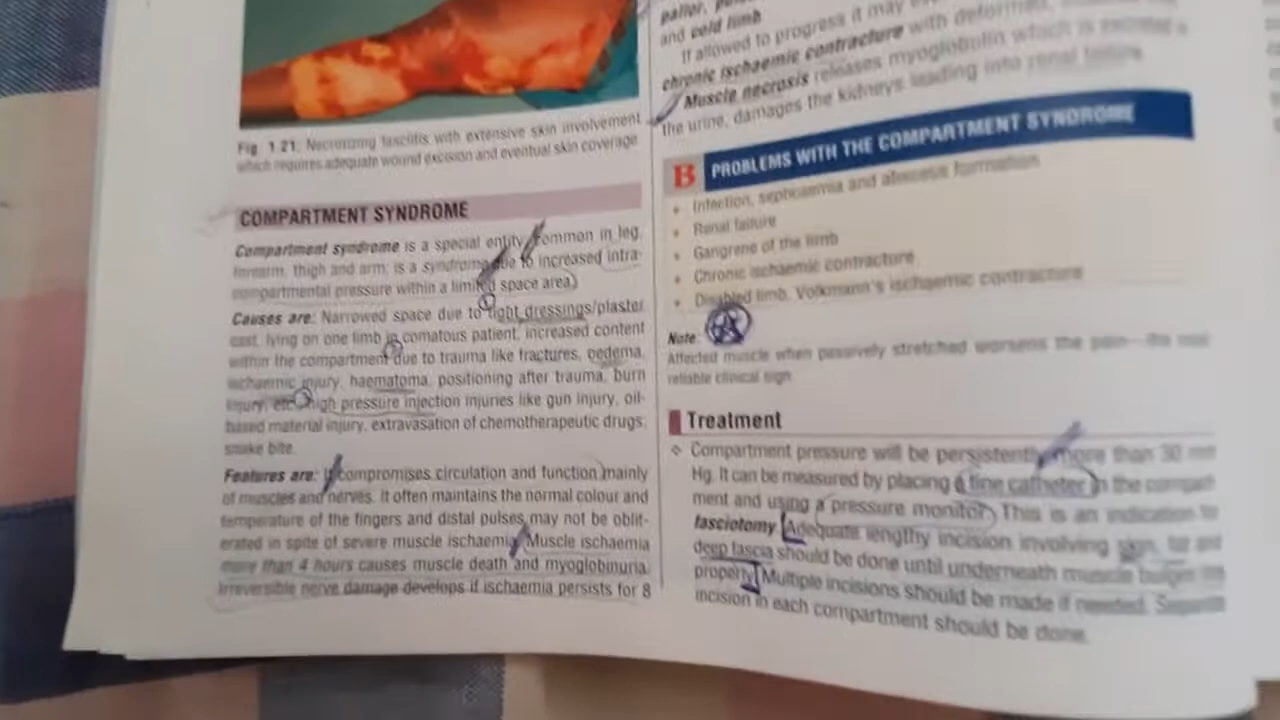 Fig. 1.21: Necrotizing fasciitis with extensive skin involvement
which requires adequate wound excision and eventual skin coverage
COMPARTMENT SYNDROME
Compartment syndrome is a special entity common in leg,
forearm, thigh and arm; is a syndrome due to increased intra-
compartmental pressure within a limited space area
Causes are: Narrowed space due to tight dressings/plaster
cast, lying on one limb in comatous patient, increased content
within the compartment due to trauma like fractures, oedema,
ischaemic injury, haematoma, positioning after trauma, burn
injury, etc. high pressure injection injuries like gun injury, oil-
based material injury, extravasation of chemotherapeutic drugs;
snake bite.
Features are: It compromises circulation and function mainly
of muscles and nerves. It often maintains the normal colour and
temperature of the fingers and distal pulses may not be oblit-
erated in spite of severe muscle ischaemia. Muscle ischaemia
more than 4 hours causes muscle death and myoglobinuria.
Irreversible nerve damage develops if ischaemia persists for 8
pallor,
and cold limb
If allowed to progress it may
chronic ischaemic contracture with deformed,
Muscle necrosis releases myoglobulin which is
the urine, damages the kidneys leading into renal failure
B PROBLEMS WITH THE COMPARTMENT SYNDROME
• Infection, septicaemia and abscess formation
• Renal failure
• Gangrene of the limb
• Chronic ischaemic contracture
• Disabled limb, Volkmann's ischaemic contracture
Note:
Affected muscle when passively stretched worsens the pain—the most
reliable clinical sign.
Treatment
❖ Compartment pressure will be persistently more than 30 mm
Hg. It can be measured by placing a fine catheter in the compart
ment and using a pressure monitor. This is an indication
fasciotomy Adequate lengthy incision involving skin, fat and
deep fascia should be done until underneath muscle bulges
properly Multiple incisions should be made if needed. Separate
incision in each compartment should be done.